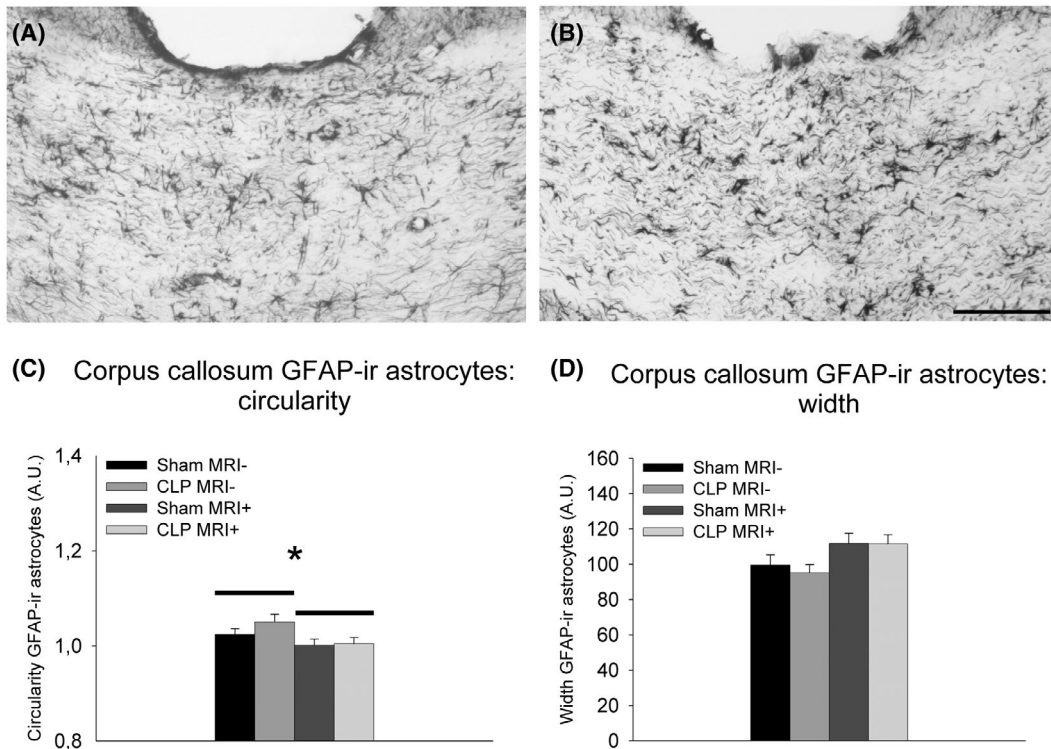 (A)
(B)
(C) Corpus callosum GFAP-ir astrocytes:
circularity
Circularity GFAP-ir astrocytes (A.U.)
1,4
1,2
1,0
0,8
Sham MRI-
CLP MRI-
Sham MRI+
CLP MRI+
*
(D) Corpus callosum GFAP-ir astrocytes:
width
Width GFAP-ir astrocytes (A.U.)
160
140
120
100
80
60
40
20
0
Sham MRI-
CLP MRI-
Sham MRI+
CLP MRI+